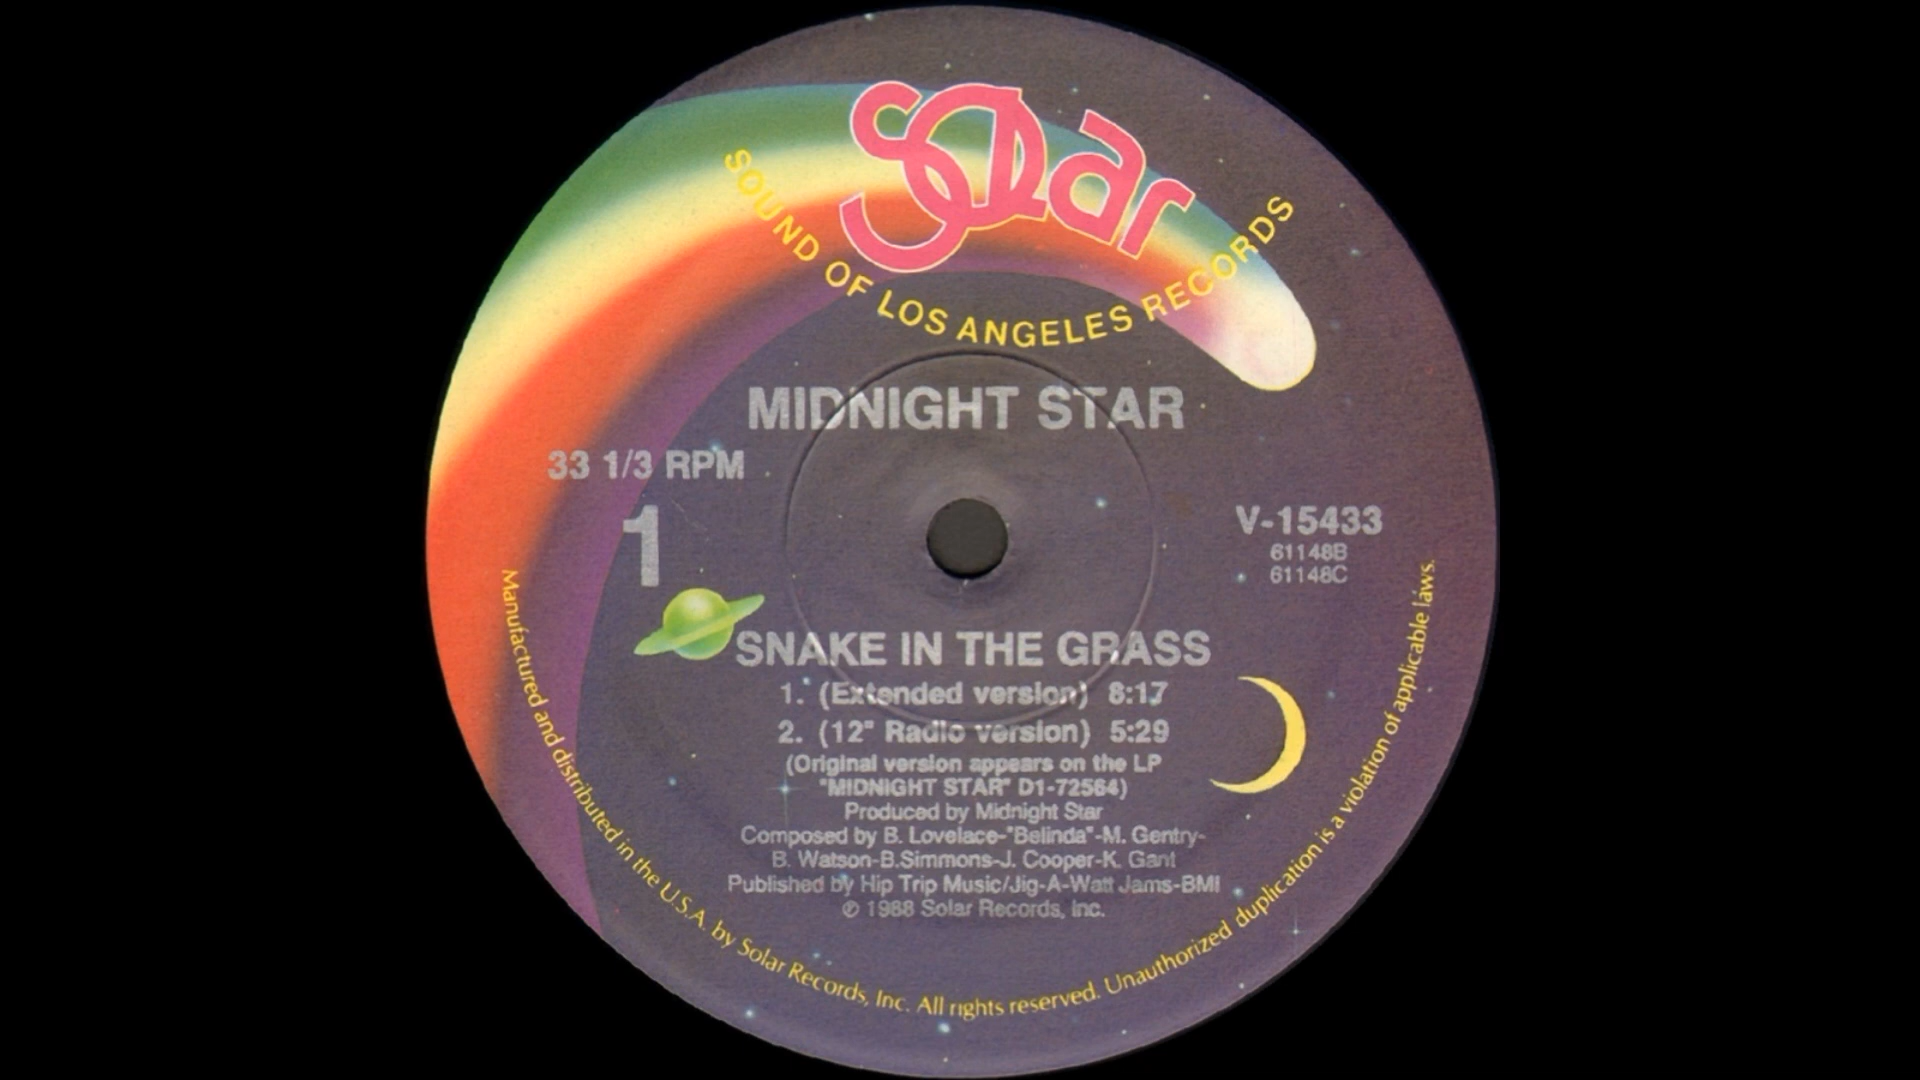 Solar
SOUND OF LOS ANGELES RECORDS
MIDNIGHT STAR
33 1/3 RPM
1
V-15433
61148B
61148C
SNAKE IN THE GRASS
1. (Extended version) 8:17
2. (12" Radio version) 5:29
(Original version appears on the LP
"MIDNIGHT STAR" D1-72564)
Produced by Midnight Star
Composed by B. Lovelace-"Belinda"-M. Gentry-
B. Watson-B.Simmons-J. Cooper-K. Gant
Published by Hip Trip Music/Jig-A-Watt Jams-BMI
℗ 1988 Solar Records, Inc.
Manufactured and distributed in the U.S.A. by Solar Records, Inc. All rights reserved. Unauthorized duplication is a violation of applicable laws.